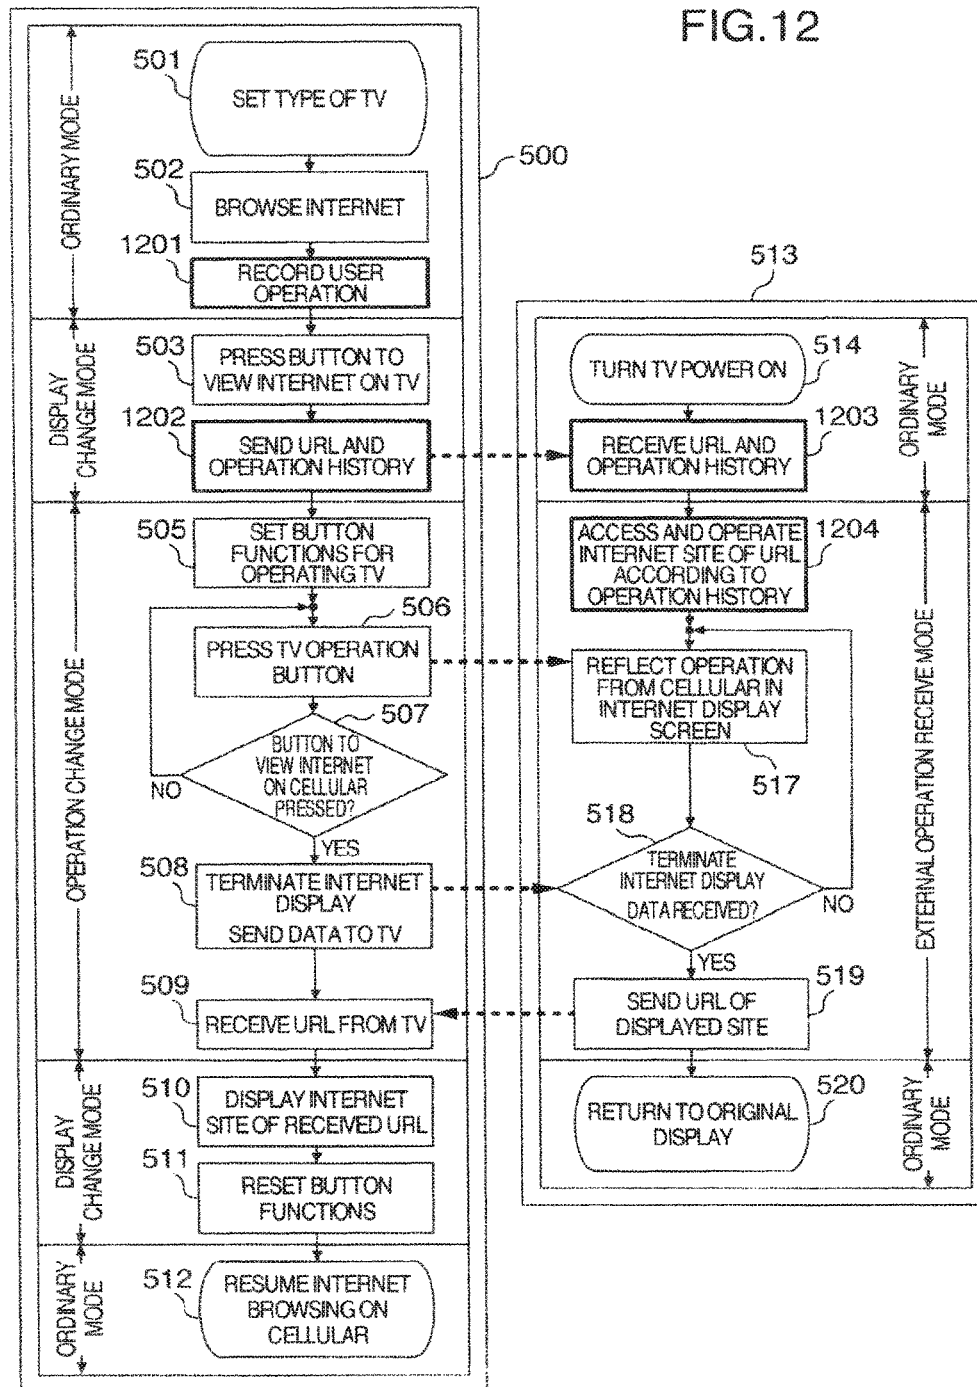 FIG.12
500
ORDINARY MODE
501
SET TYPE OF TV
502
BROWSE INTERNET
1201
RECORD USER
OPERATION
DISPLAY
CHANGE MODE
503
PRESS BUTTON TO
VIEW INTERNET ON TV
1202
SEND URL AND
OPERATION HISTORY
OPERATION CHANGE MODE
505
SET BUTTON
FUNCTIONS FOR
OPERATING TV
506
PRESS TV OPERATION
BUTTON
507
BUTTON TO
VIEW INTERNET
ON CELLULAR
PRESSED?
NO
YES
508
TERMINATE INTERNET
DISPLAY
SEND DATA TO TV
509
RECEIVE URL FROM TV
DISPLAY
CHANGE MODE
510
DISPLAY INTERNET
SITE OF RECEIVED URL
511
RESET BUTTON
FUNCTIONS
ORDINARY
MODE
512
RESUME INTERNET
BROWSING ON
CELLULAR
513
514
TURN TV POWER ON
ORDINARY
MODE
1203
RECEIVE URL AND
OPERATION HISTORY
1204
ACCESS AND OPERATE
INTERNET SITE OF URL
ACCORDING TO
OPERATION HISTORY
EXTERNAL OPERATION RECEIVE MODE
REFLECT OPERATION
FROM CELLULAR IN
INTERNET DISPLAY
SCREEN
517
518
TERMINATE
INTERNET DISPLAY
DATA RECEIVED?
NO
YES
519
SEND URL OF
DISPLAYED SITE
520
RETURN TO ORIGINAL
DISPLAY
ORDINARY
MODE